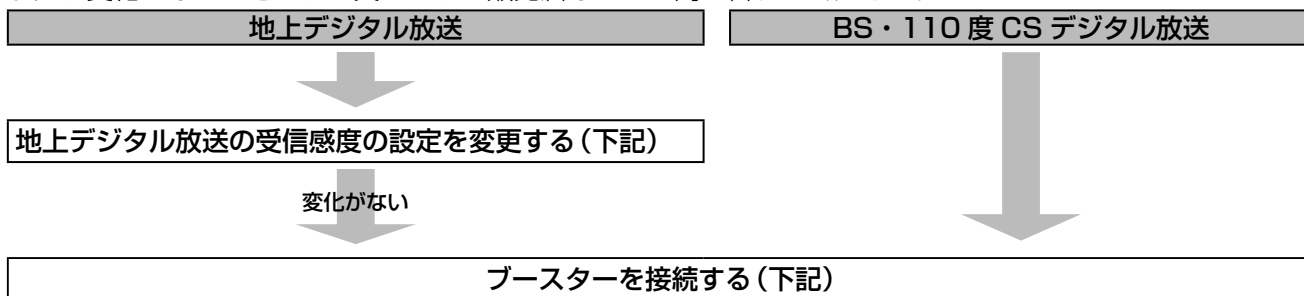 地上デジタル放送
BS・110度CSデジタル放送
地上デジタル放送の受信感度の設定を変更する（下記）
変化がない
ブースターを接続する（下記）